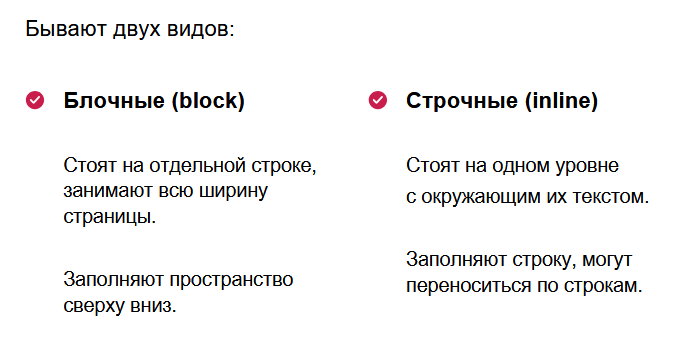 Бывают двух видов:
Блочные (block)
Стоят на отдельной строке,
занимают всю ширину
страницы.
Заполняют пространство
сверху вниз.
Строчные (inline)
Стоят на одном уровне
с окружающим их текстом.
Заполняют строку, могут
переноситься по строкам.